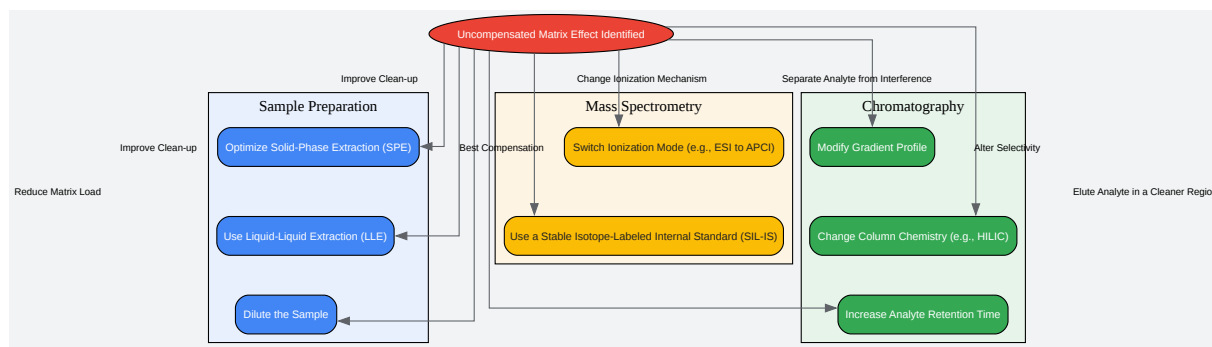 Uncompensated Matrix Effect Identified
Improve Clean-up
Change Ionization Mechanism
Separate Analyte from Interference
Sample Preparation
Mass Spectrometry
Chromatography
Improve Clean-up
Optimize Solid-Phase Extraction (SPE)
Best Compensation
Switch Ionization Mode (e.g., ESI to APCI)
Modify Gradient Profile
Alter Selectivity
Reduce Matrix Load
Elute Analyte in a Cleaner Regio
Use Liquid-Liquid Extraction (LLE)
Use a Stable Isotope-Labeled Internal Standard (SIL-IS)
Change Column Chemistry (e.g., HILIC)
Dilute the Sample
Increase Analyte Retention Time